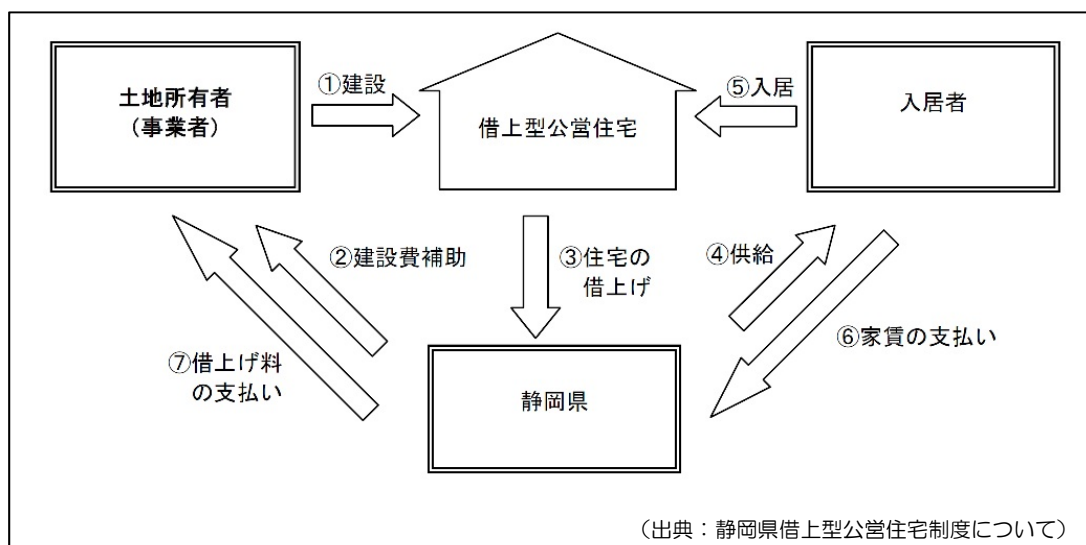 土地所有者
（事業者）
①建設
借上型公営住宅
⑤入居
入居者
②建設費補助
③住宅の
借上げ
④供給
⑥家賃の支払い
⑦借上げ料
の支払い
静岡県
（出典：静岡県借上型公営住宅制度について）